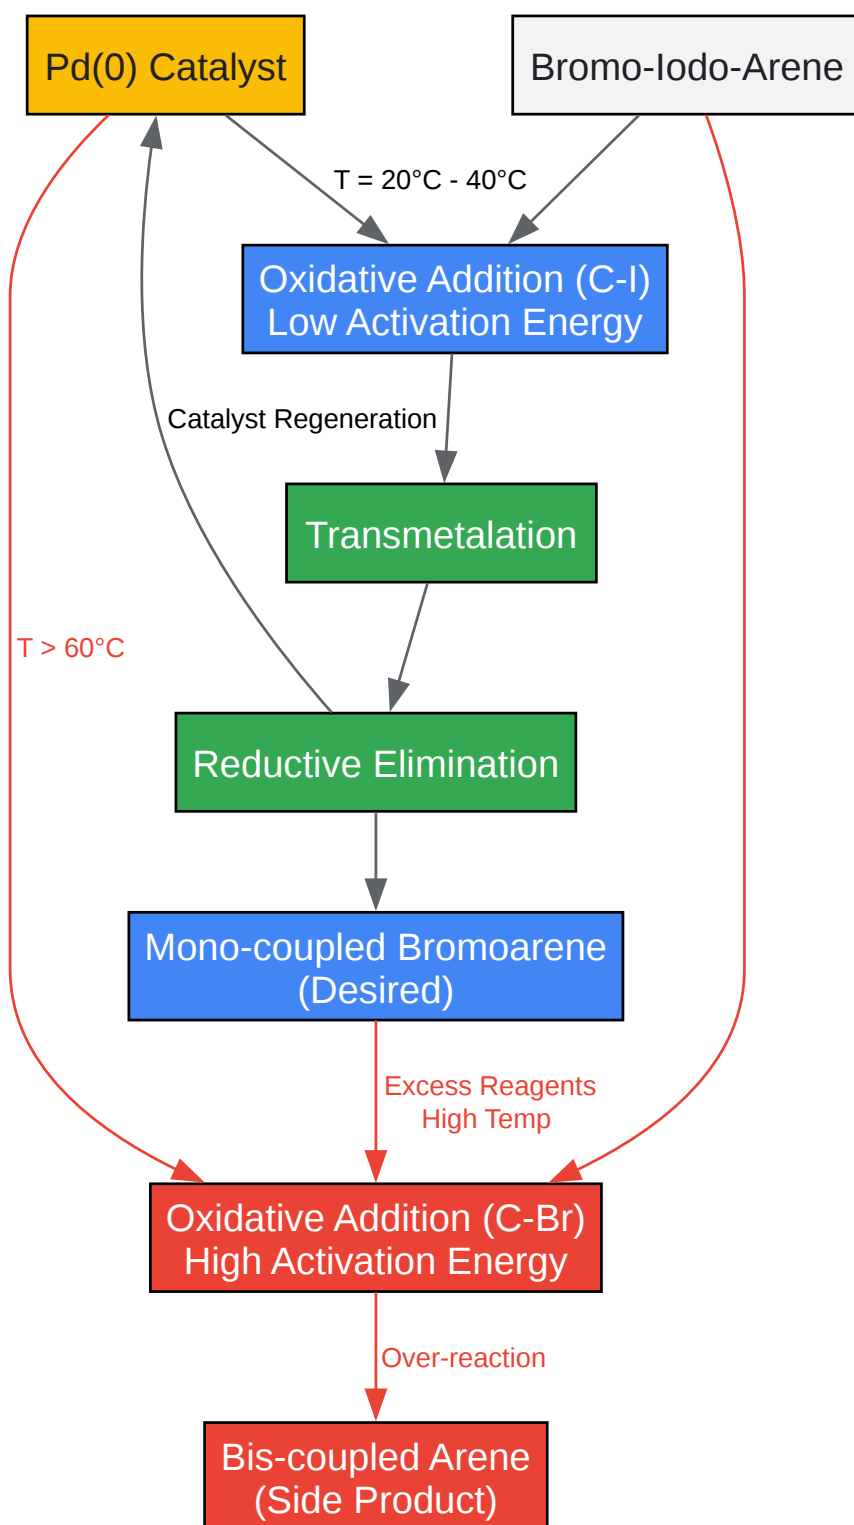 Pd(0) Catalyst
Bromo-Iodo-Arene
T = 20°C - 40°C
Oxidative Addition (C-I)
Low Activation Energy
Catalyst Regeneration
Transmetalation
T > 60°C
Reductive Elimination
Mono-coupled Bromoarene
(Desired)
Excess Reagents
High Temp
Oxidative Addition (C-Br)
High Activation Energy
Over-reaction
Bis-coupled Arene
(Side Product)